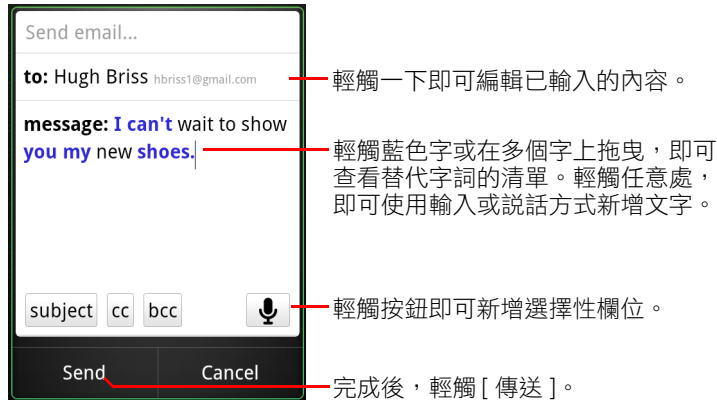 Send email...
to: Hugh Briss hbriss1@gmail.com
輕觸一下即可編輯已輸入的內容。
message: I can't wait to show
you my new shoes.
輕觸藍色字或在多個字上拖曳，即可
查看替代字詞的清單。輕觸任意處，
即可使用輸入或說話方式新增文字。
subject cc bcc
輕觸按鈕即可新增選擇性欄位。
Send Cancel
完成後，輕觸 [ 傳送 ]。